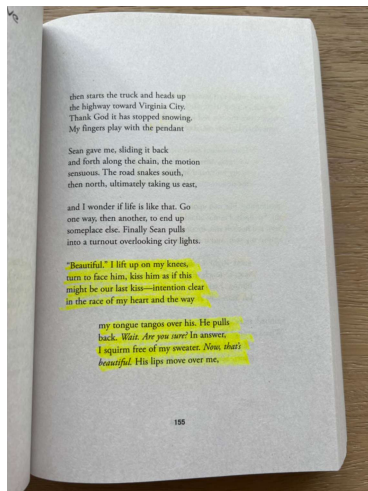 then starts the truck and heads up
the highway toward Virginia City.
Thank God it has stopped snowing.
My fingers play with the pendant
Sean gave me, sliding it back
and forth along the chain, the motion
sensuous. The road snakes south,
then north, ultimately taking us east,
and I wonder if life is like that. Go
one way, then another, to end up
someplace else. Finally Sean pulls
into a turnout overlooking city lights.
"Beautiful." I lift up on my knees,
turn to face him, kiss him as if this
might be our last kiss—intention clear
in the race of my heart and the way
my tongue tangos over his. He pulls
back. Wait. Are you sure? In answer,
I squirm free of my sweater. Now, that's
beautiful. His lips move over me,
155